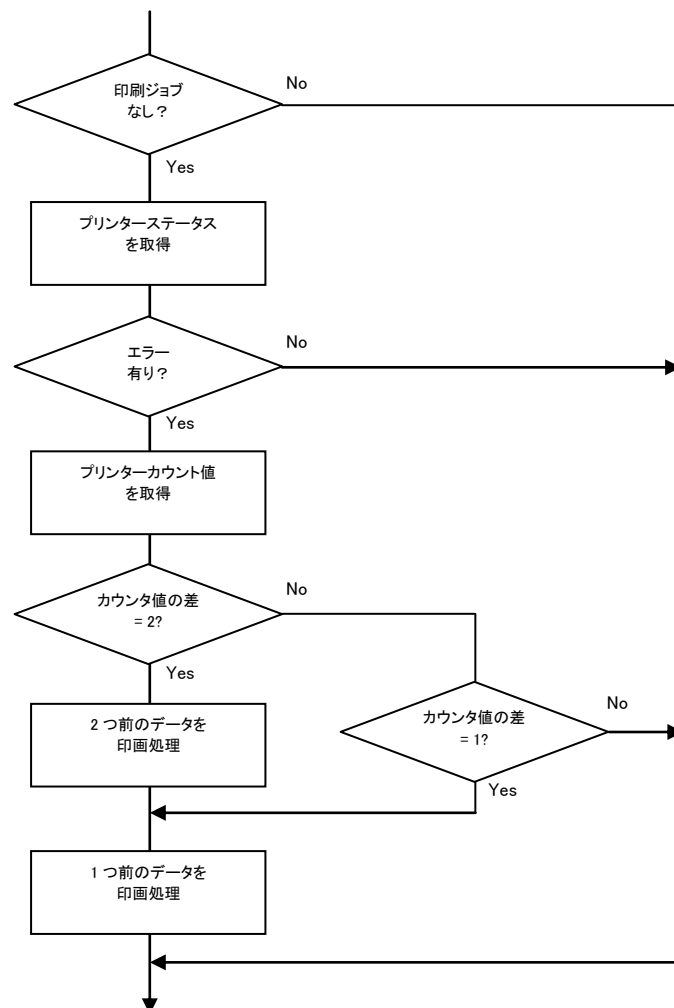 印刷ジョブ
なし？
No
Yes
プリンターステータス
を取得
エラー
有り？
No
Yes
プリンターカウント値
を取得
カウンタ値の差
= 2?
No
Yes
2 つ前のデータを
印画処理
カウンタ値の差
= 1?
No
Yes
1 つ前のデータを
印画処理